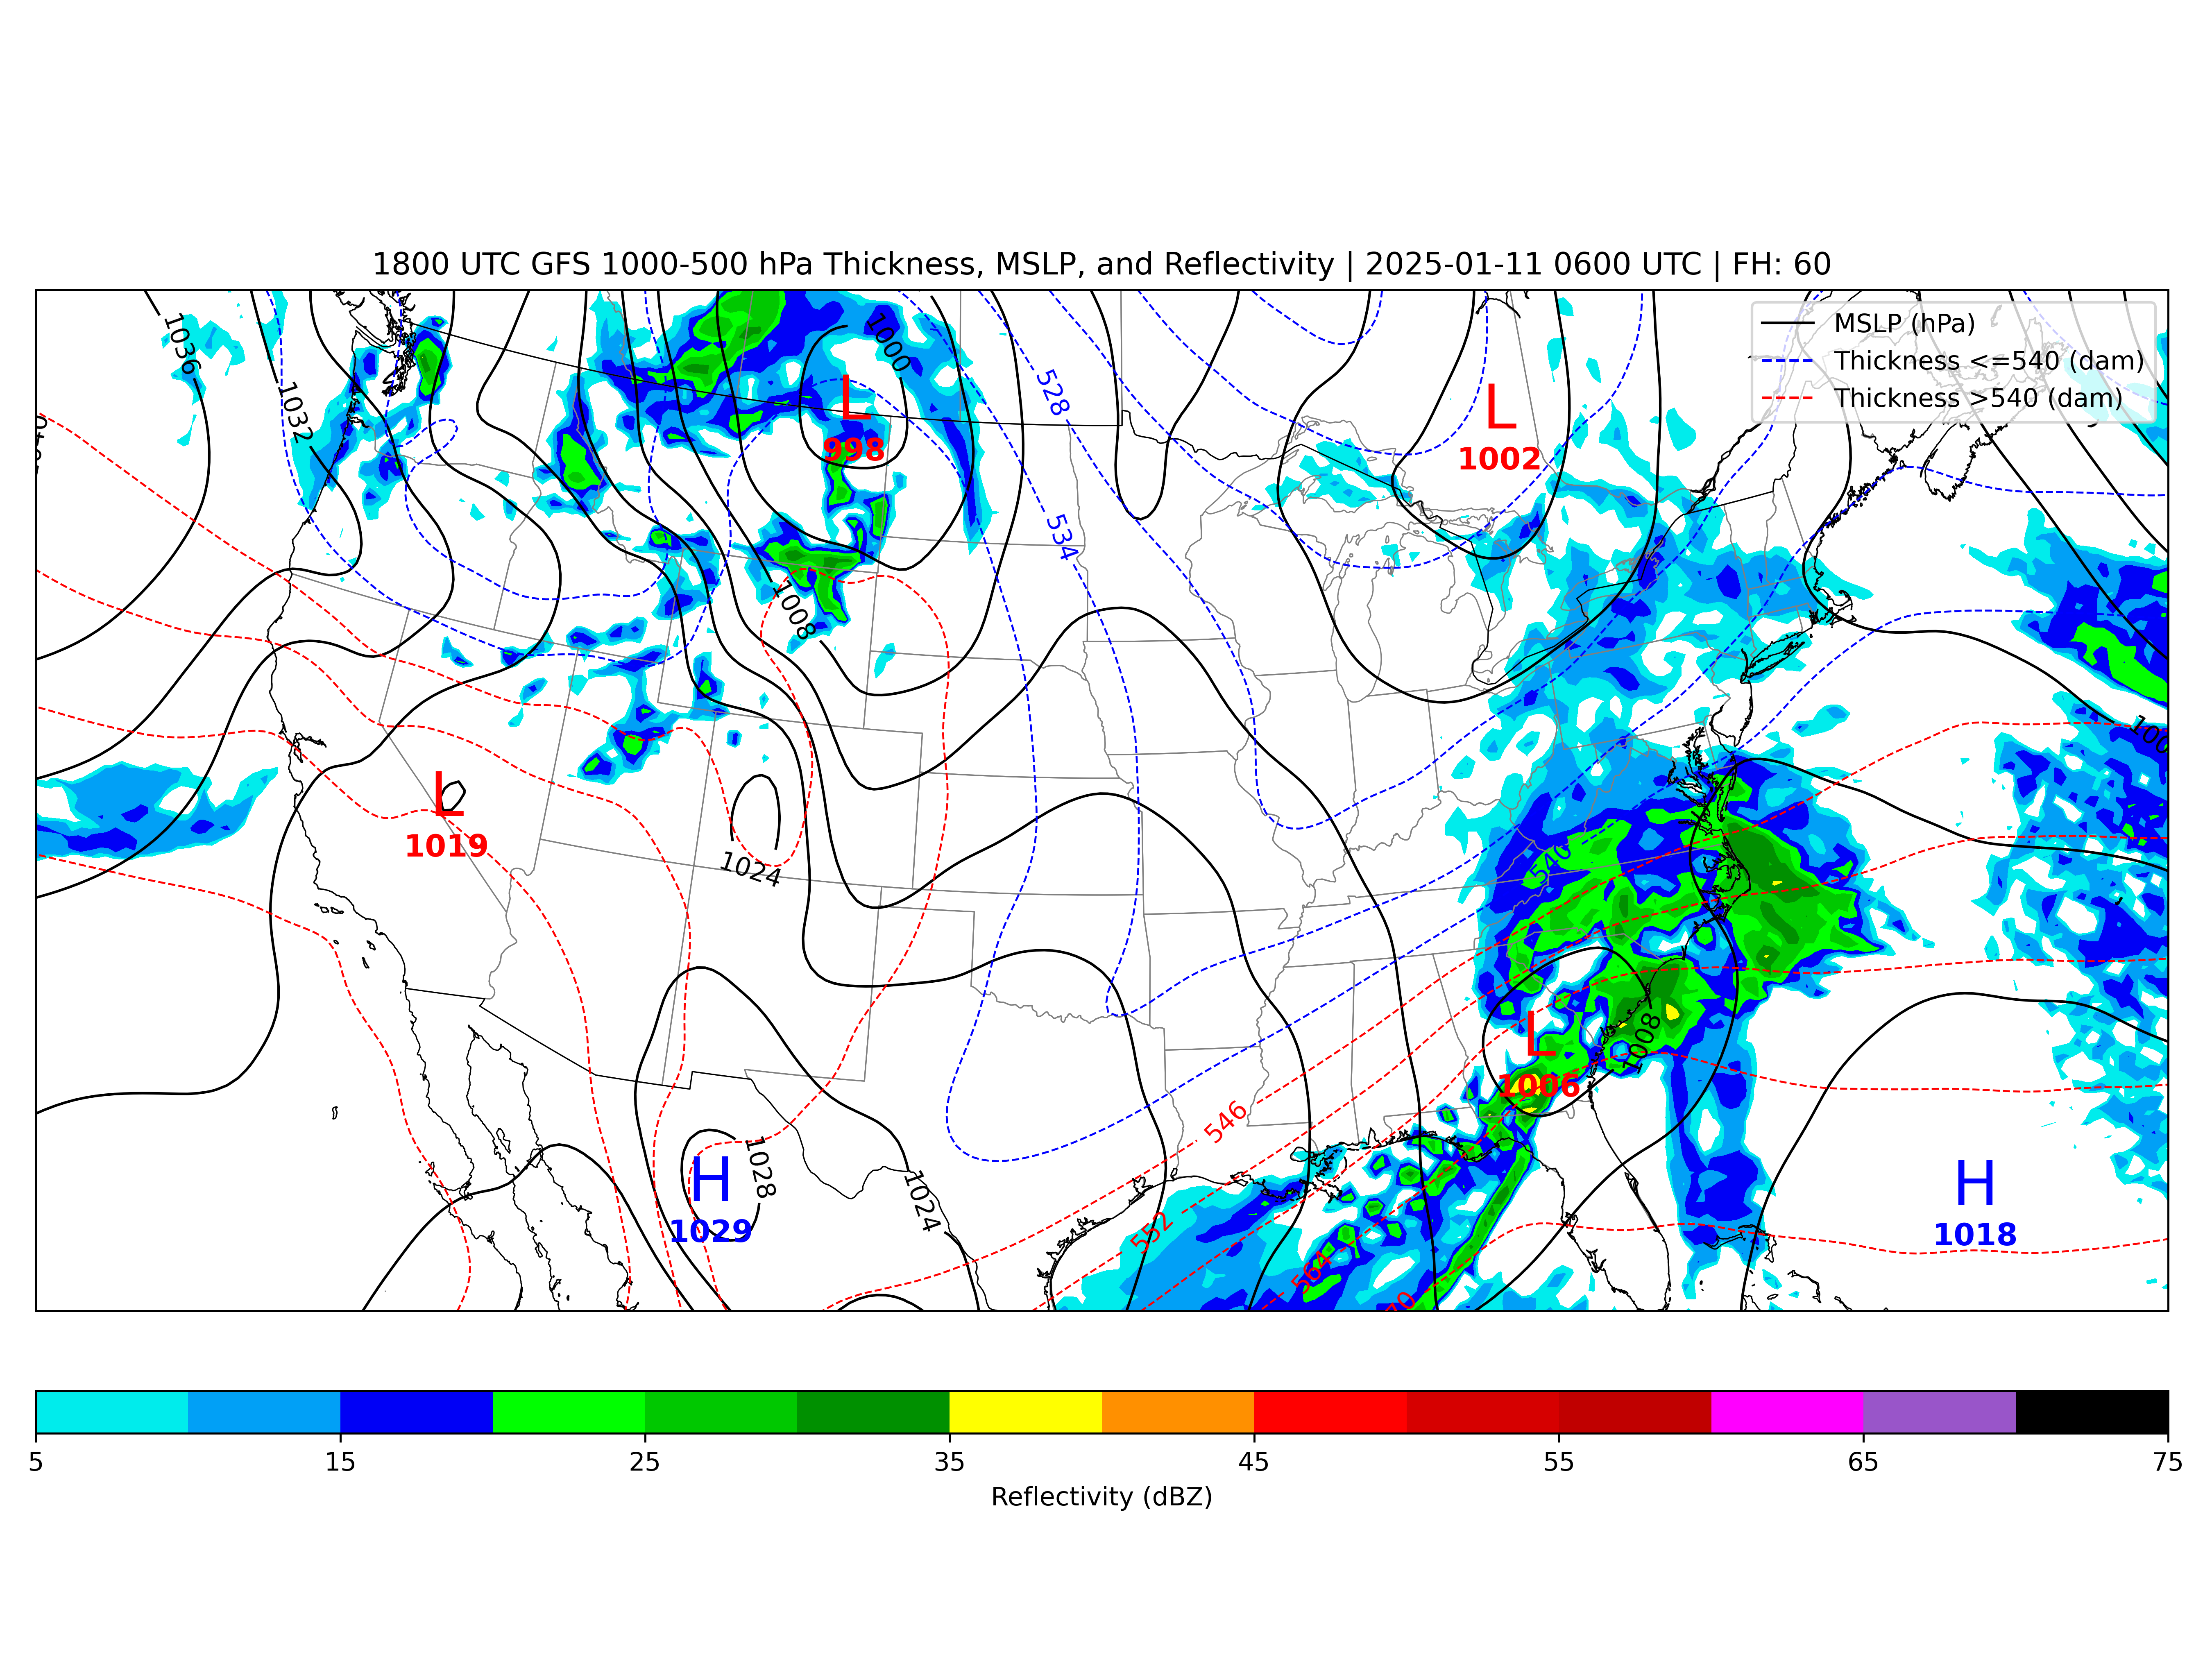 1800 UTC GFS 1000-500 hPa Thickness, MSLP, and Reflectivity | 2025-01-11 0600 UTC | FH: 60
MSLP (hPa)
Thickness <=540 (dam)
Thickness >540 (dam)
1036
1000
1032
528
L
998
L
1002
534
1008
L
1019
1024
540
L
1006
1008
546
H
1029
1028
1024
552
564
H
1018
5 15 25 35 45 55 65 75
Reflectivity (dBZ)